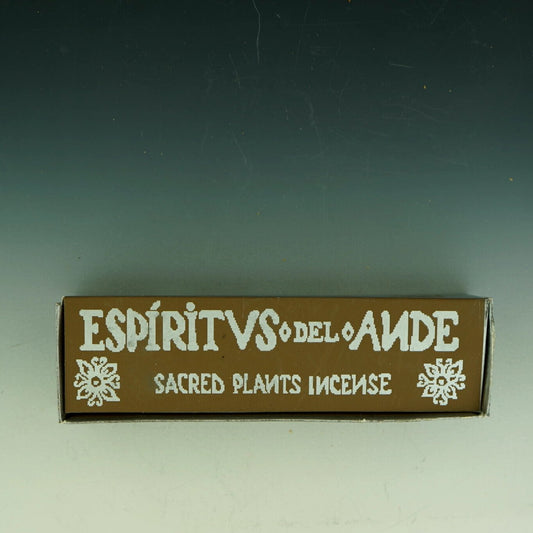 ESPÍRITVS◊DEL◊ANDE
SACRED PLANTS INCENSE